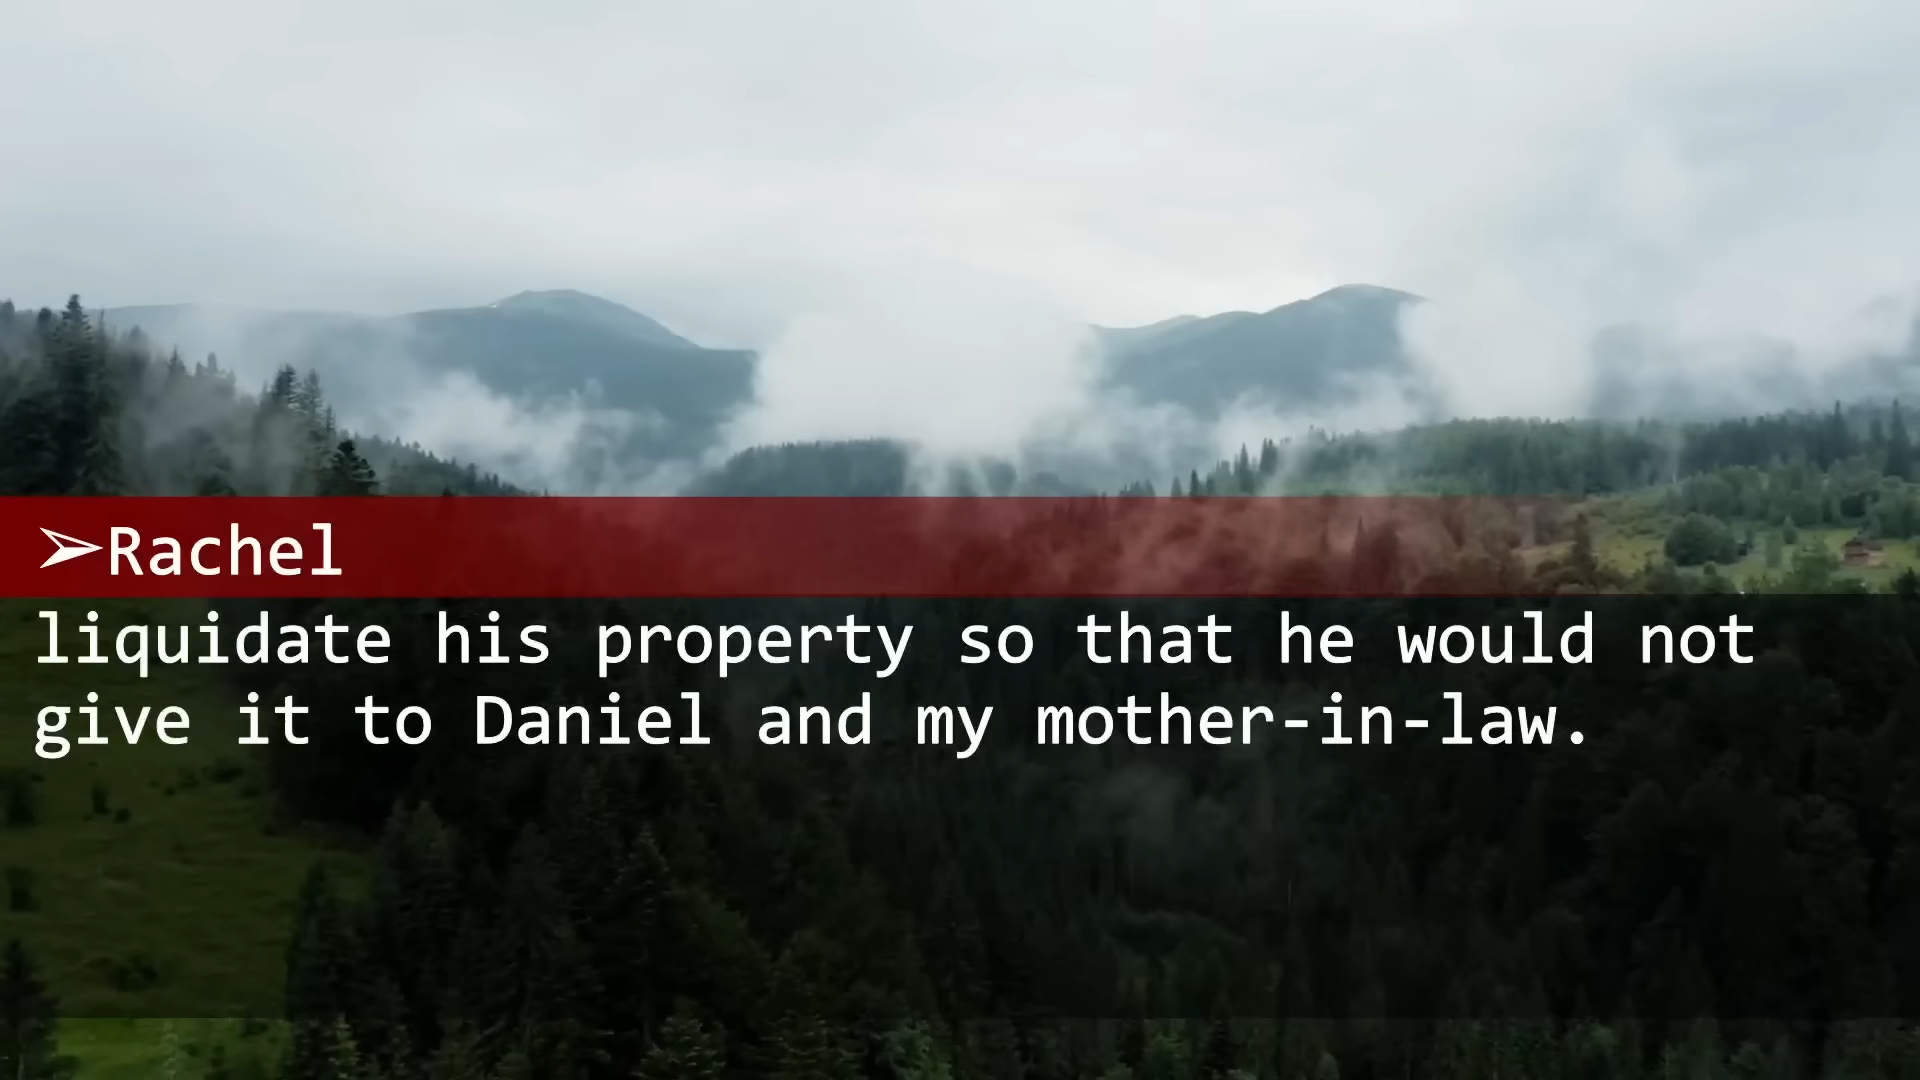 ➢Rachel
liquidate his property so that he would not
give it to Daniel and my mother-in-law.